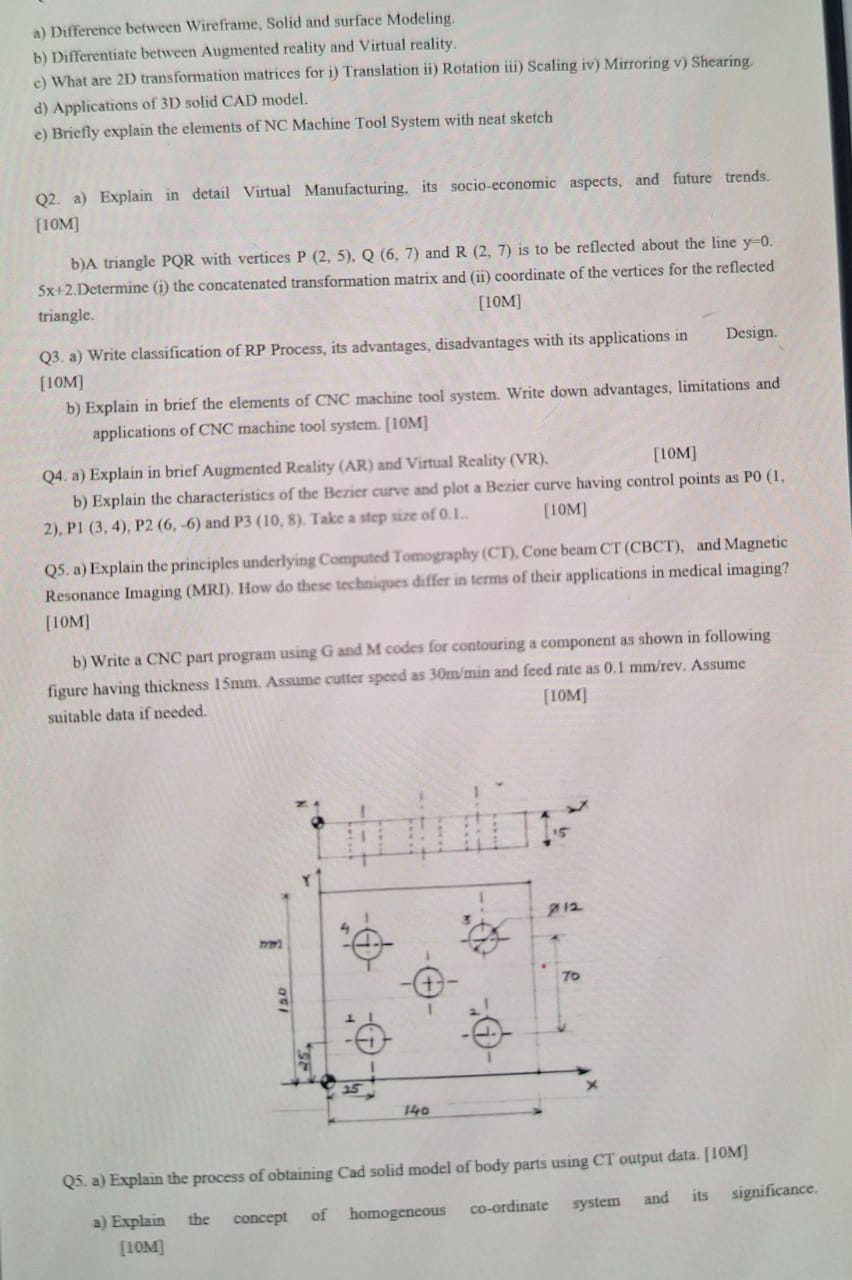 a) Difference between Wireframe, Solid and surface Modeling.
b) Differentiate between Augmented reality and Virtual reality.
c) What are 2D transformation matrices for i) Translation ii) Rotation iii) Scaling iv) Mirroring v) Shearing.
d) Applications of 3D solid CAD model.
e) Briefly explain the elements of NC Machine Tool System with neat sketch
Q2. a) Explain in detail Virtual Manufacturing, its socio-economic aspects, and future trends.
[10M]
b)A triangle PQR with vertices P (2, 5), Q (6, 7) and R (2, 7) is to be reflected about the line y=0.
5x+2.Determine (i) the concatenated transformation matrix and (ii) coordinate of the vertices for the reflected
triangle. [10M]
Q3. a) Write classification of RP Process, its advantages, disadvantages with its applications in Design.
[10M]
b) Explain in brief the elements of CNC machine tool system. Write down advantages, limitations and
applications of CNC machine tool system. [10M]
Q4. a) Explain in brief Augmented Reality (AR) and Virtual Reality (VR). [10M]
b) Explain the characteristics of the Bezier curve and plot a Bezier curve having control points as P0 (1,
2), P1 (3, 4), P2 (6, -6) and P3 (10, 8). Take a step size of 0.1.. [10M]
Q5. a) Explain the principles underlying Computed Tomography (CT), Cone beam CT (CBCT), and Magnetic
Resonance Imaging (MRI). How do these techniques differ in terms of their applications in medical imaging?
[10M]
b) Write a CNC part program using G and M codes for contouring a component as shown in following
figure having thickness 15mm. Assume cutter speed as 30m/min and feed rate as 0.1 mm/rev. Assume
suitable data if needed. [10M]
Z X
15
Y
4 3 Ø12
mm
70
120
1 2
25
25 X
140
Q5. a) Explain the process of obtaining Cad solid model of body parts using CT output data. [10M]
a) Explain the concept of homogeneous co-ordinate system and its significance.
[10M]